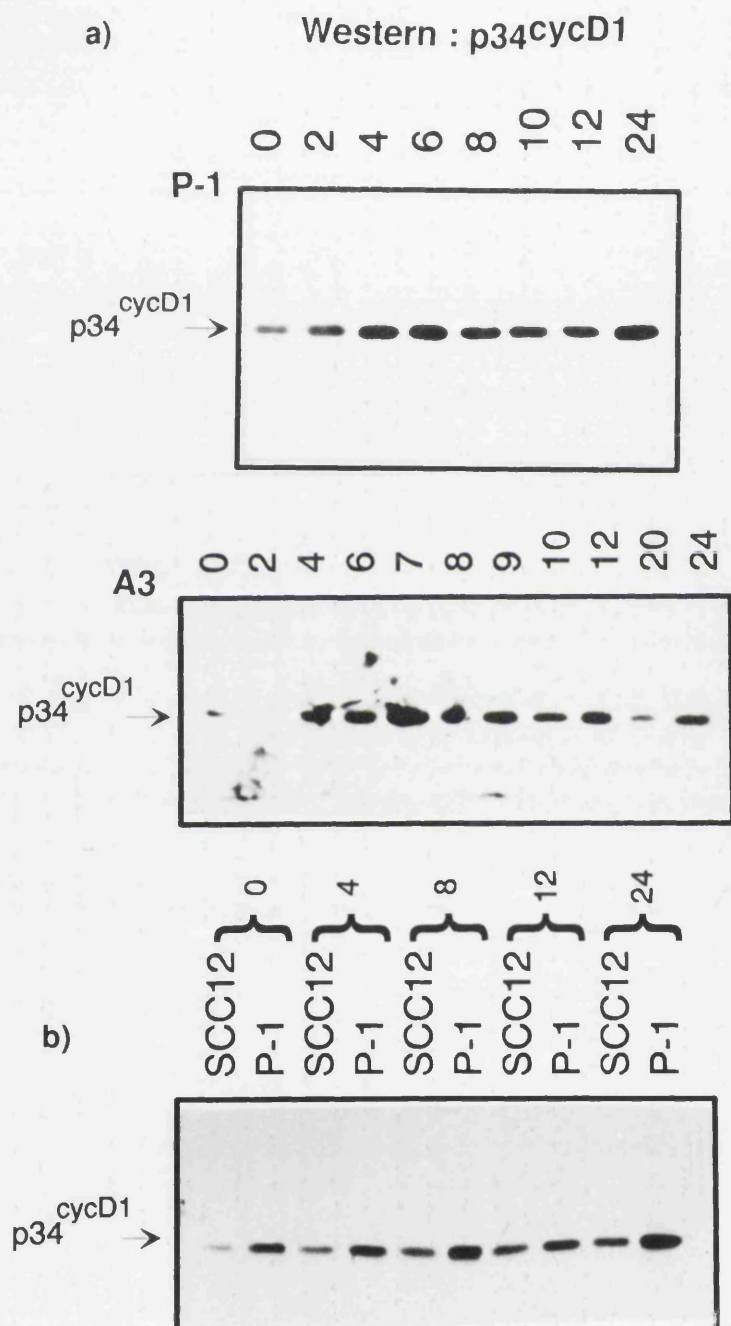 a) Western : p34cycD1
0 2 4 6 8 10 12 24
P-1
p34cycD1
0 2 4 6 7 8 9 10 12 20 24
A3
p34cycD1
0 4 8 12 24
SCC12 P-1 SCC12 P-1 SCC12 P-1 SCC12 P-1 SCC12 P-1
b)
p34cycD1